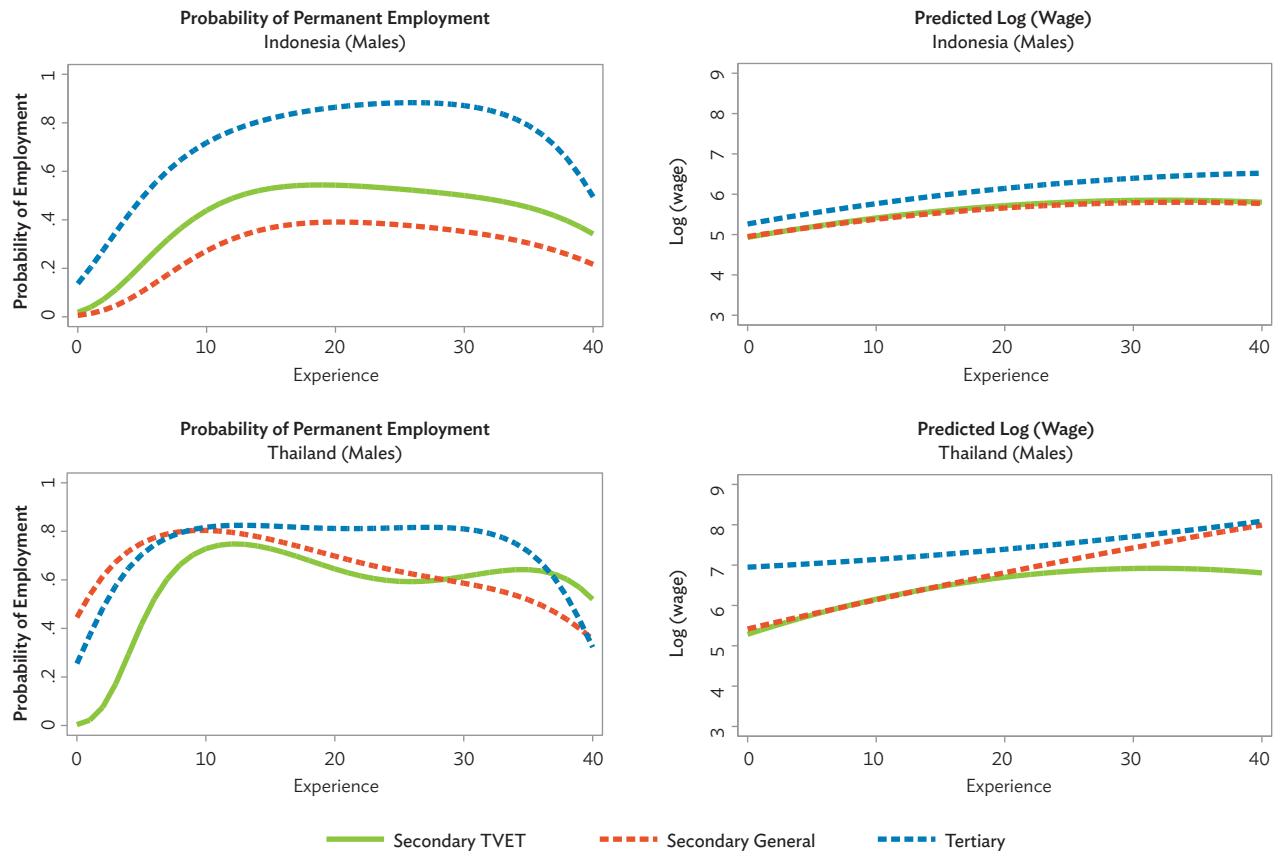 Probability of Permanent Employment
Indonesia (Males)
Probability of Employment
1
.8
.6
.4
.2
0
0 10 20 30 40
Experience
Predicted Log (Wage)
Indonesia (Males)
Log (wage)
9
8
7
6
5
4
3
0 10 20 30 40
Experience
Probability of Permanent Employment
Thailand (Males)
Probability of Employment
1
.8
.6
.4
.2
0
0 10 20 30 40
Experience
Predicted Log (Wage)
Thailand (Males)
Log (wage)
9
8
7
6
5
4
3
0 10 20 30 40
Experience
Secondary TVET Secondary General Tertiary